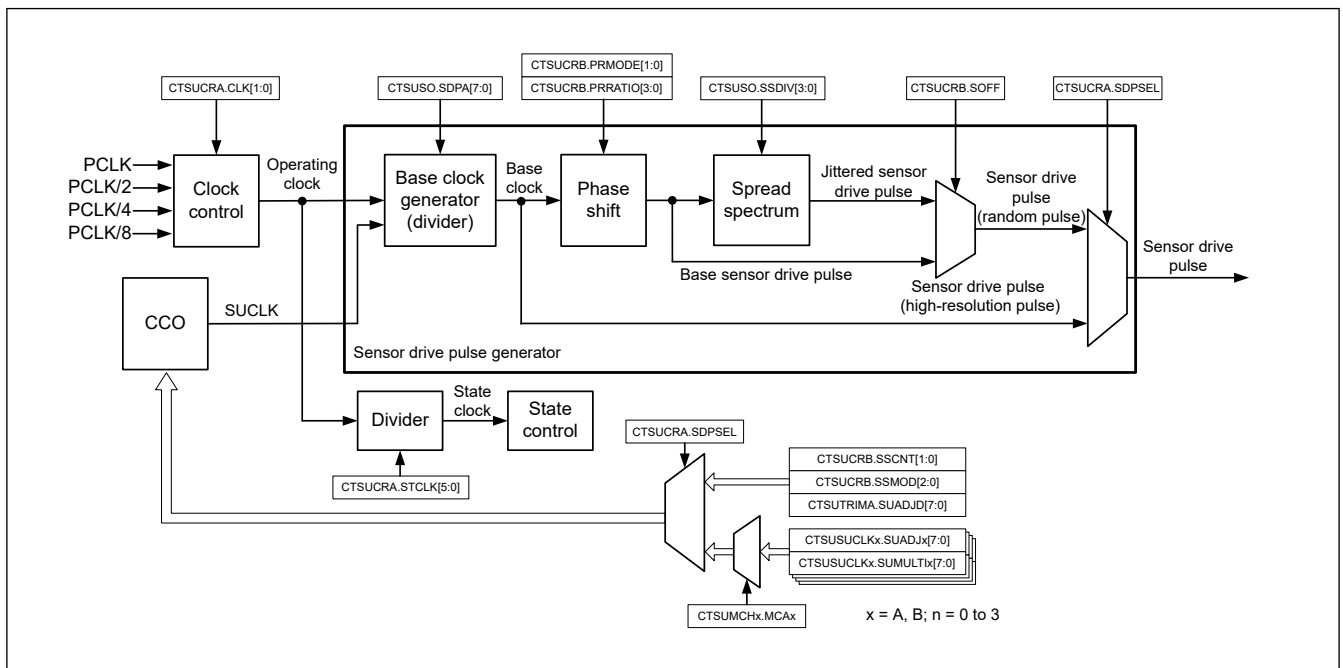 CTSUCRB.PRMODE[1:0]
CTSUCRA.CLK[1:0]
CTSUSO.SDPA[7:0]
CTSUCRB.PRRATIO[3:0]
CTSUSO.SSDIV[3:0]
CTSUCRB.SOFF
CTSUCRA.SDPSEL
PCLK
PCLK/2
PCLK/4
PCLK/8
Clock
control
Operating
clock
Base clock
generator
(divider)
Base
clock
Phase
shift
Spread
spectrum
Jittered sensor
drive pulse
Sensor drive
pulse
(random pulse)
Sensor drive
pulse
Base sensor drive pulse
Sensor drive pulse
(high-resolution pulse)
CCO
SUCLK
Sensor drive pulse generator
Divider
State
clock
State
control
CTSUCRA.STCLK[5:0]
CTSUCRA.SDPSEL
CTSUCRB.SSCNT[1:0]
CTSUCRB.SSMOD[2:0]
CTSUTRIMA.SUADJD[7:0]
CTSUSUCLKx.SUADJx[7:0]
CTSUSUCLKx.SUMULTIx[7:0]
CTSUMCHx.MCAx
x = A, B; n = 0 to 3